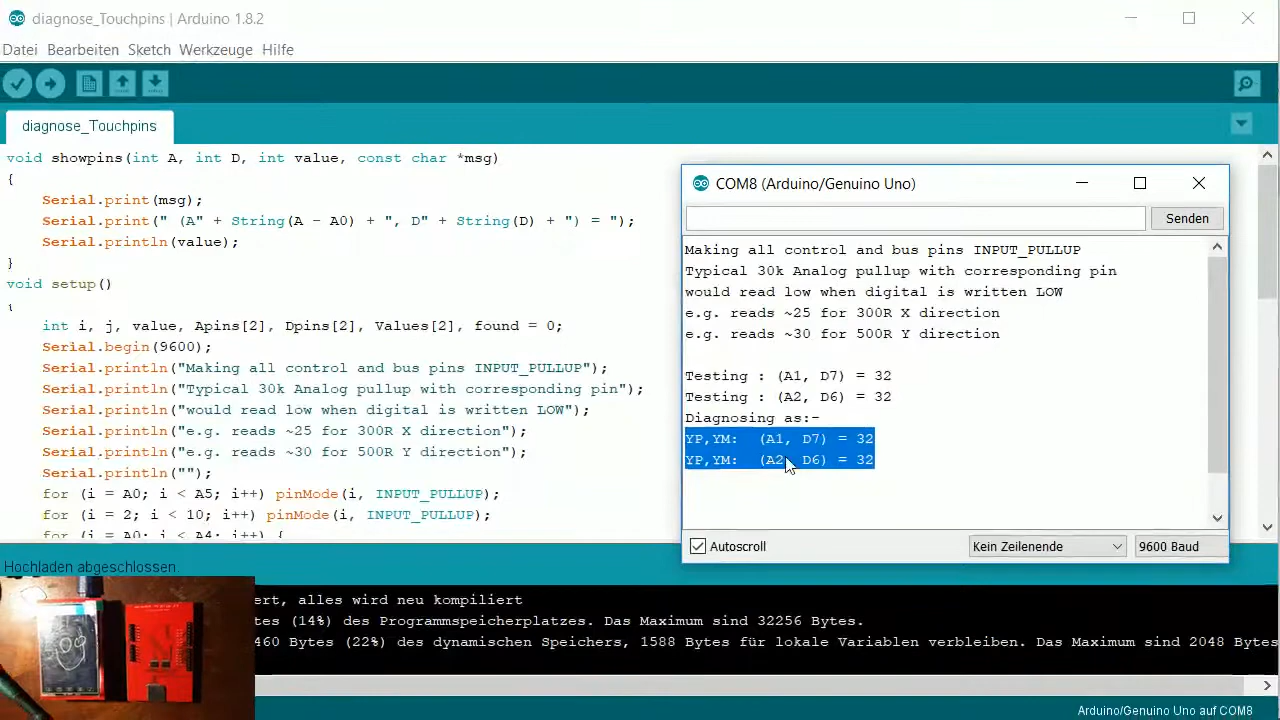 diagnose_Touchpins | Arduino 1.8.2
Datei Bearbeiten Sketch Werkzeuge Hilfe
diagnose_Touchpins
void showpins(int A, int D, int value, const char *msg)
{
Serial.print(msg);
Serial.print(" (A" + String(A - A0) + ", D" + String(D) + ") = ");
Serial.println(value);
}
void setup()
{
int i, j, value, Apins[2], Dpins[2], Values[2], found = 0;
Serial.begin(9600);
Serial.println("Making all control and bus pins INPUT_PULLUP");
Serial.println("Typical 30k Analog pullup with corresponding pin");
Serial.println("would read low when digital is written LOW");
Serial.println("e.g. reads ~25 for 300R X direction");
Serial.println("e.g. reads ~30 for 500R Y direction");
Serial.println("");
for (i = A0; i < A5; i++) pinMode(i, INPUT_PULLUP);
for (i = 2; i < 10; i++) pinMode(i, INPUT_PULLUP);
for (i = A0; i < A4; i++) {
COM8 (Arduino/Genuino Uno)
Senden
Making all control and bus pins INPUT_PULLUP
Typical 30k Analog pullup with corresponding pin
would read low when digital is written LOW
e.g. reads ~25 for 300R X direction
e.g. reads ~30 for 500R Y direction
Testing : (A1, D7) = 32
Testing : (A2, D6) = 32
Diagnosing as:-
YP,YM: (A1, D7) = 32
YP,YM: (A2, D6) = 32
Autoscroll
Kein Zeilenende
9600 Baud
Hochladen abgeschlossen.
ert, alles wird neu kompiliert
tes (14%) des Programmspeicherplatzes. Das Maximum sind 32256 Bytes.
460 Bytes (22%) des dynamischen Speichers, 1588 Bytes für lokale Variablen verbleiben. Das Maximum sind 2048 Bytes
Arduino/Genuino Uno auf COM8